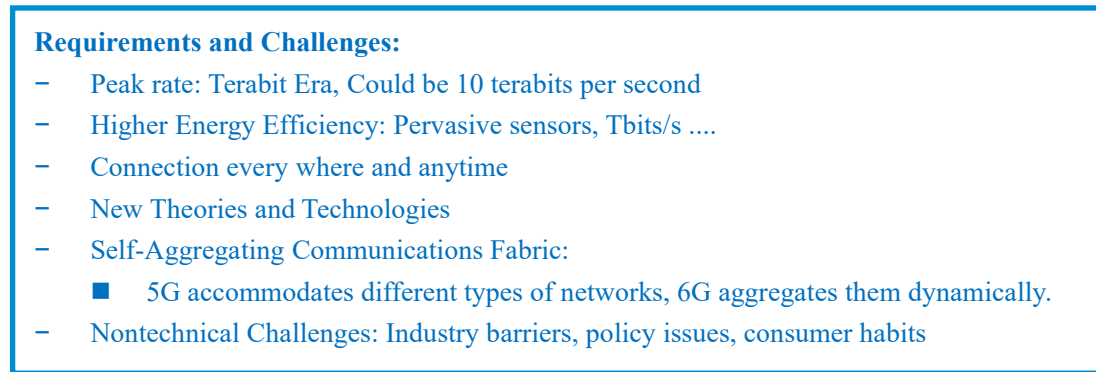 Requirements and Challenges:
− Peak rate: Terabit Era, Could be 10 terabits per second
− Higher Energy Efficiency: Pervasive sensors, Tbits/s ....
− Connection every where and anytime
− New Theories and Technologies
− Self-Aggregating Communications Fabric:
■ 5G accommodates different types of networks, 6G aggregates them dynamically.
− Nontechnical Challenges: Industry barriers, policy issues, consumer habits